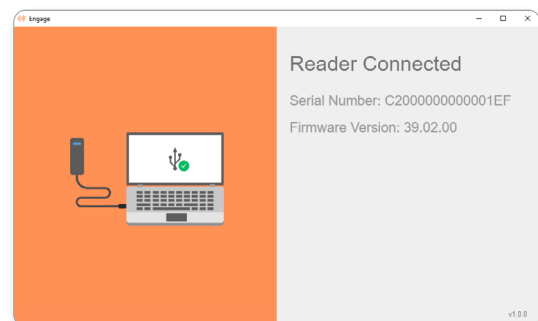 Engage
Reader Connected
Serial Number: C2000000000001EF
Firmware Version: 39.02.00
v1.0.0